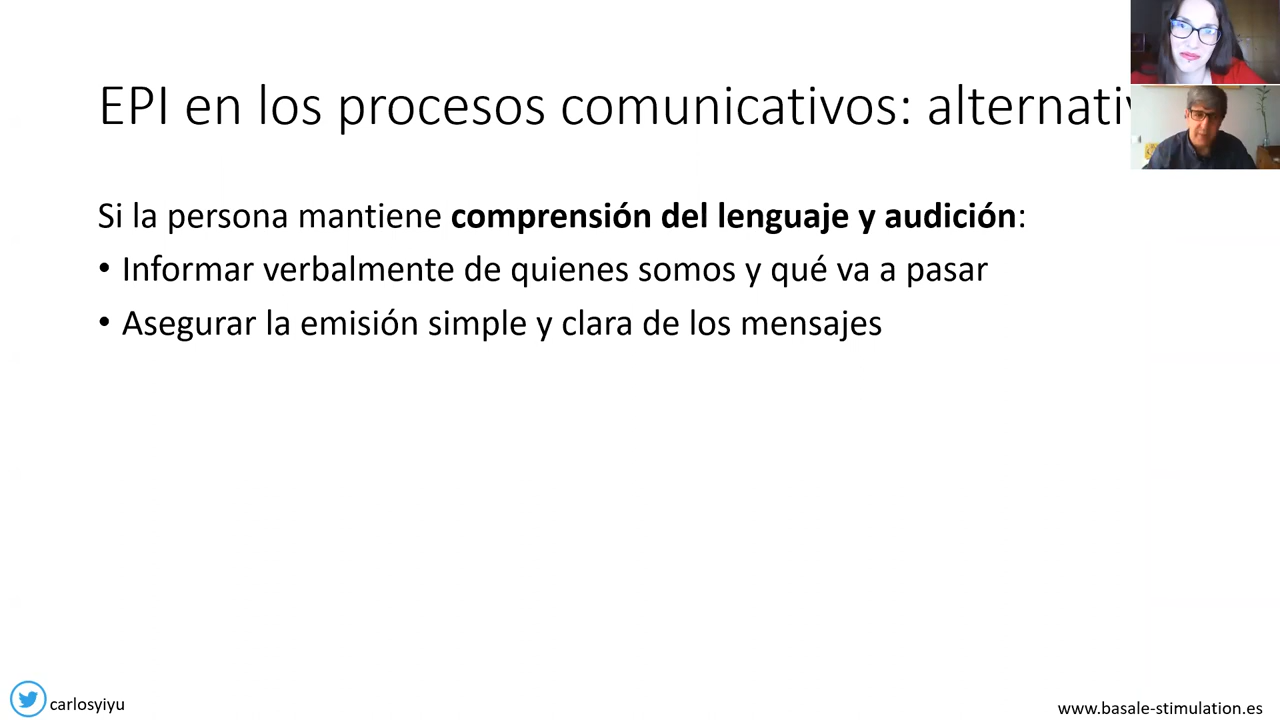 EPI en los procesos comunicativos:
Si la persona mantiene comprensión del lenguaje y audición:
• Informar verbalmente de quienes somos y qué va a pasar
• Asegurar la emisión simple y clara de los mensajes
carlosyiyu
www.basale-stimulation.es